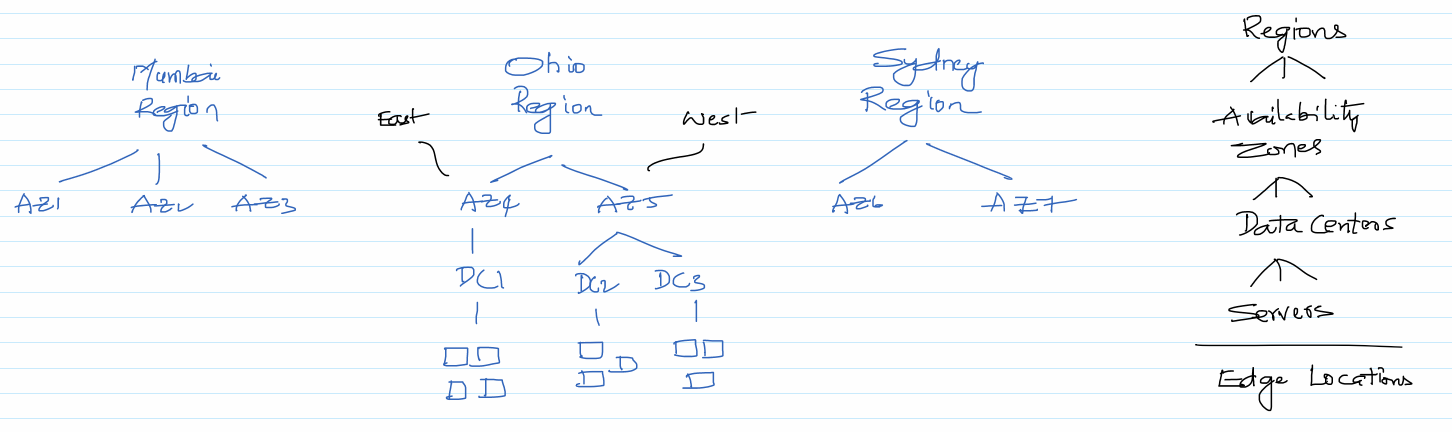 Mumbai
Region
Ohio
Region
Sydney
Region
East
West
AZ1
AZ2
AZ3
AZ4
AZ5
AZ6
AZ7
DC1
DC2
DC3
Regions
Availability
Zones
Data Centers
Servers
Edge Locations